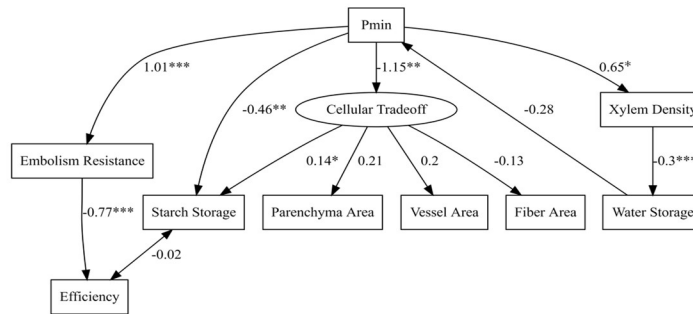 Pmin
1.01***
-1.15**
0.65*
-0.46**
Cellular Tradeoff
-0.28
Xylem Density
Embolism Resistance
0.14*
0.21
0.2
-0.13
-0.3***
-0.77***
Starch Storage
Parenchyma Area
Vessel Area
Fiber Area
Water Storage
-0.02
Efficiency